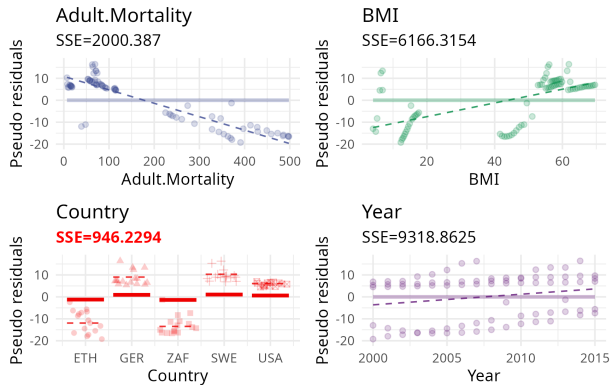 Adult.Mortality
SSE=2000.387
Pseudo residuals
10
0
-10
-20
0 100 200 300 400 500
Adult.Mortality
BMI
SSE=6166.3154
Pseudo residuals
10
0
-10
-20
20 40 60
BMI
Country
SSE=946.2294
Pseudo residuals
10
0
-10
-20
ETH GER ZAF SWE USA
Country
Year
SSE=9318.8625
Pseudo residuals
10
0
-10
-20
2000 2005 2010 2015
Year